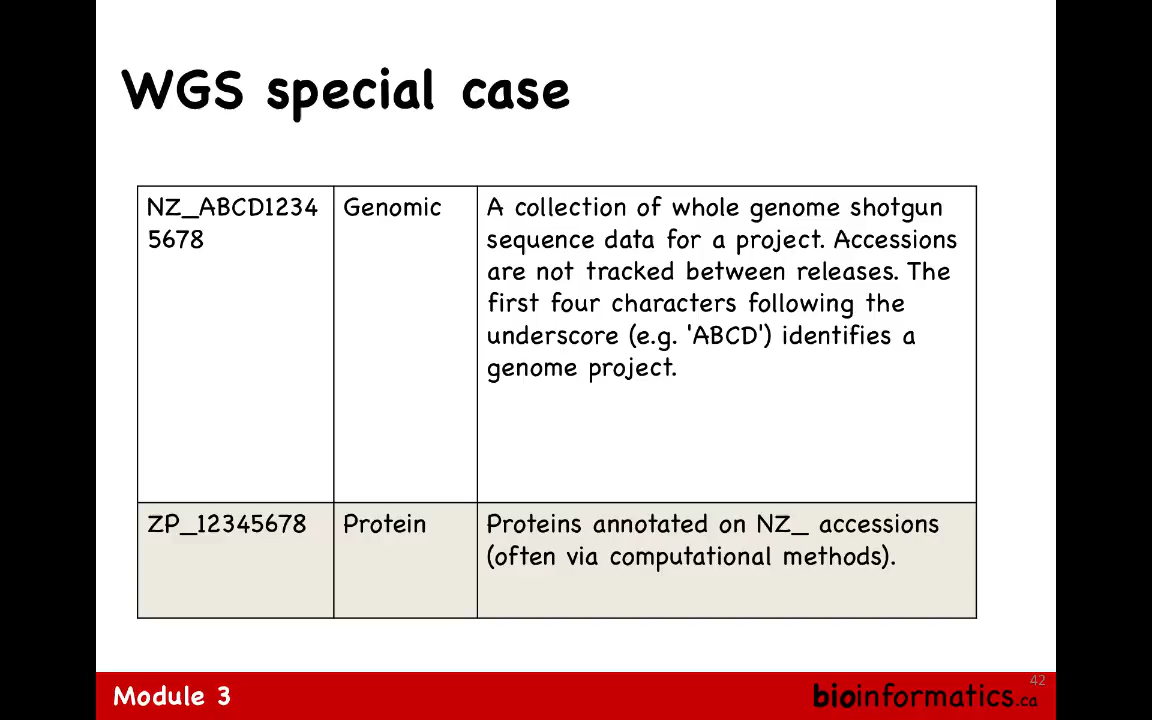 WGS special case
NZ_ABCD1234
5678
Genomic
A collection of whole genome shotgun
sequence data for a project. Accessions
are not tracked between releases. The
first four characters following the
underscore (e.g. 'ABCD') identifies a
genome project.
ZP_12345678
Protein
Proteins annotated on NZ_ accessions
(often via computational methods).
Module 3
42
bioinformatics.ca